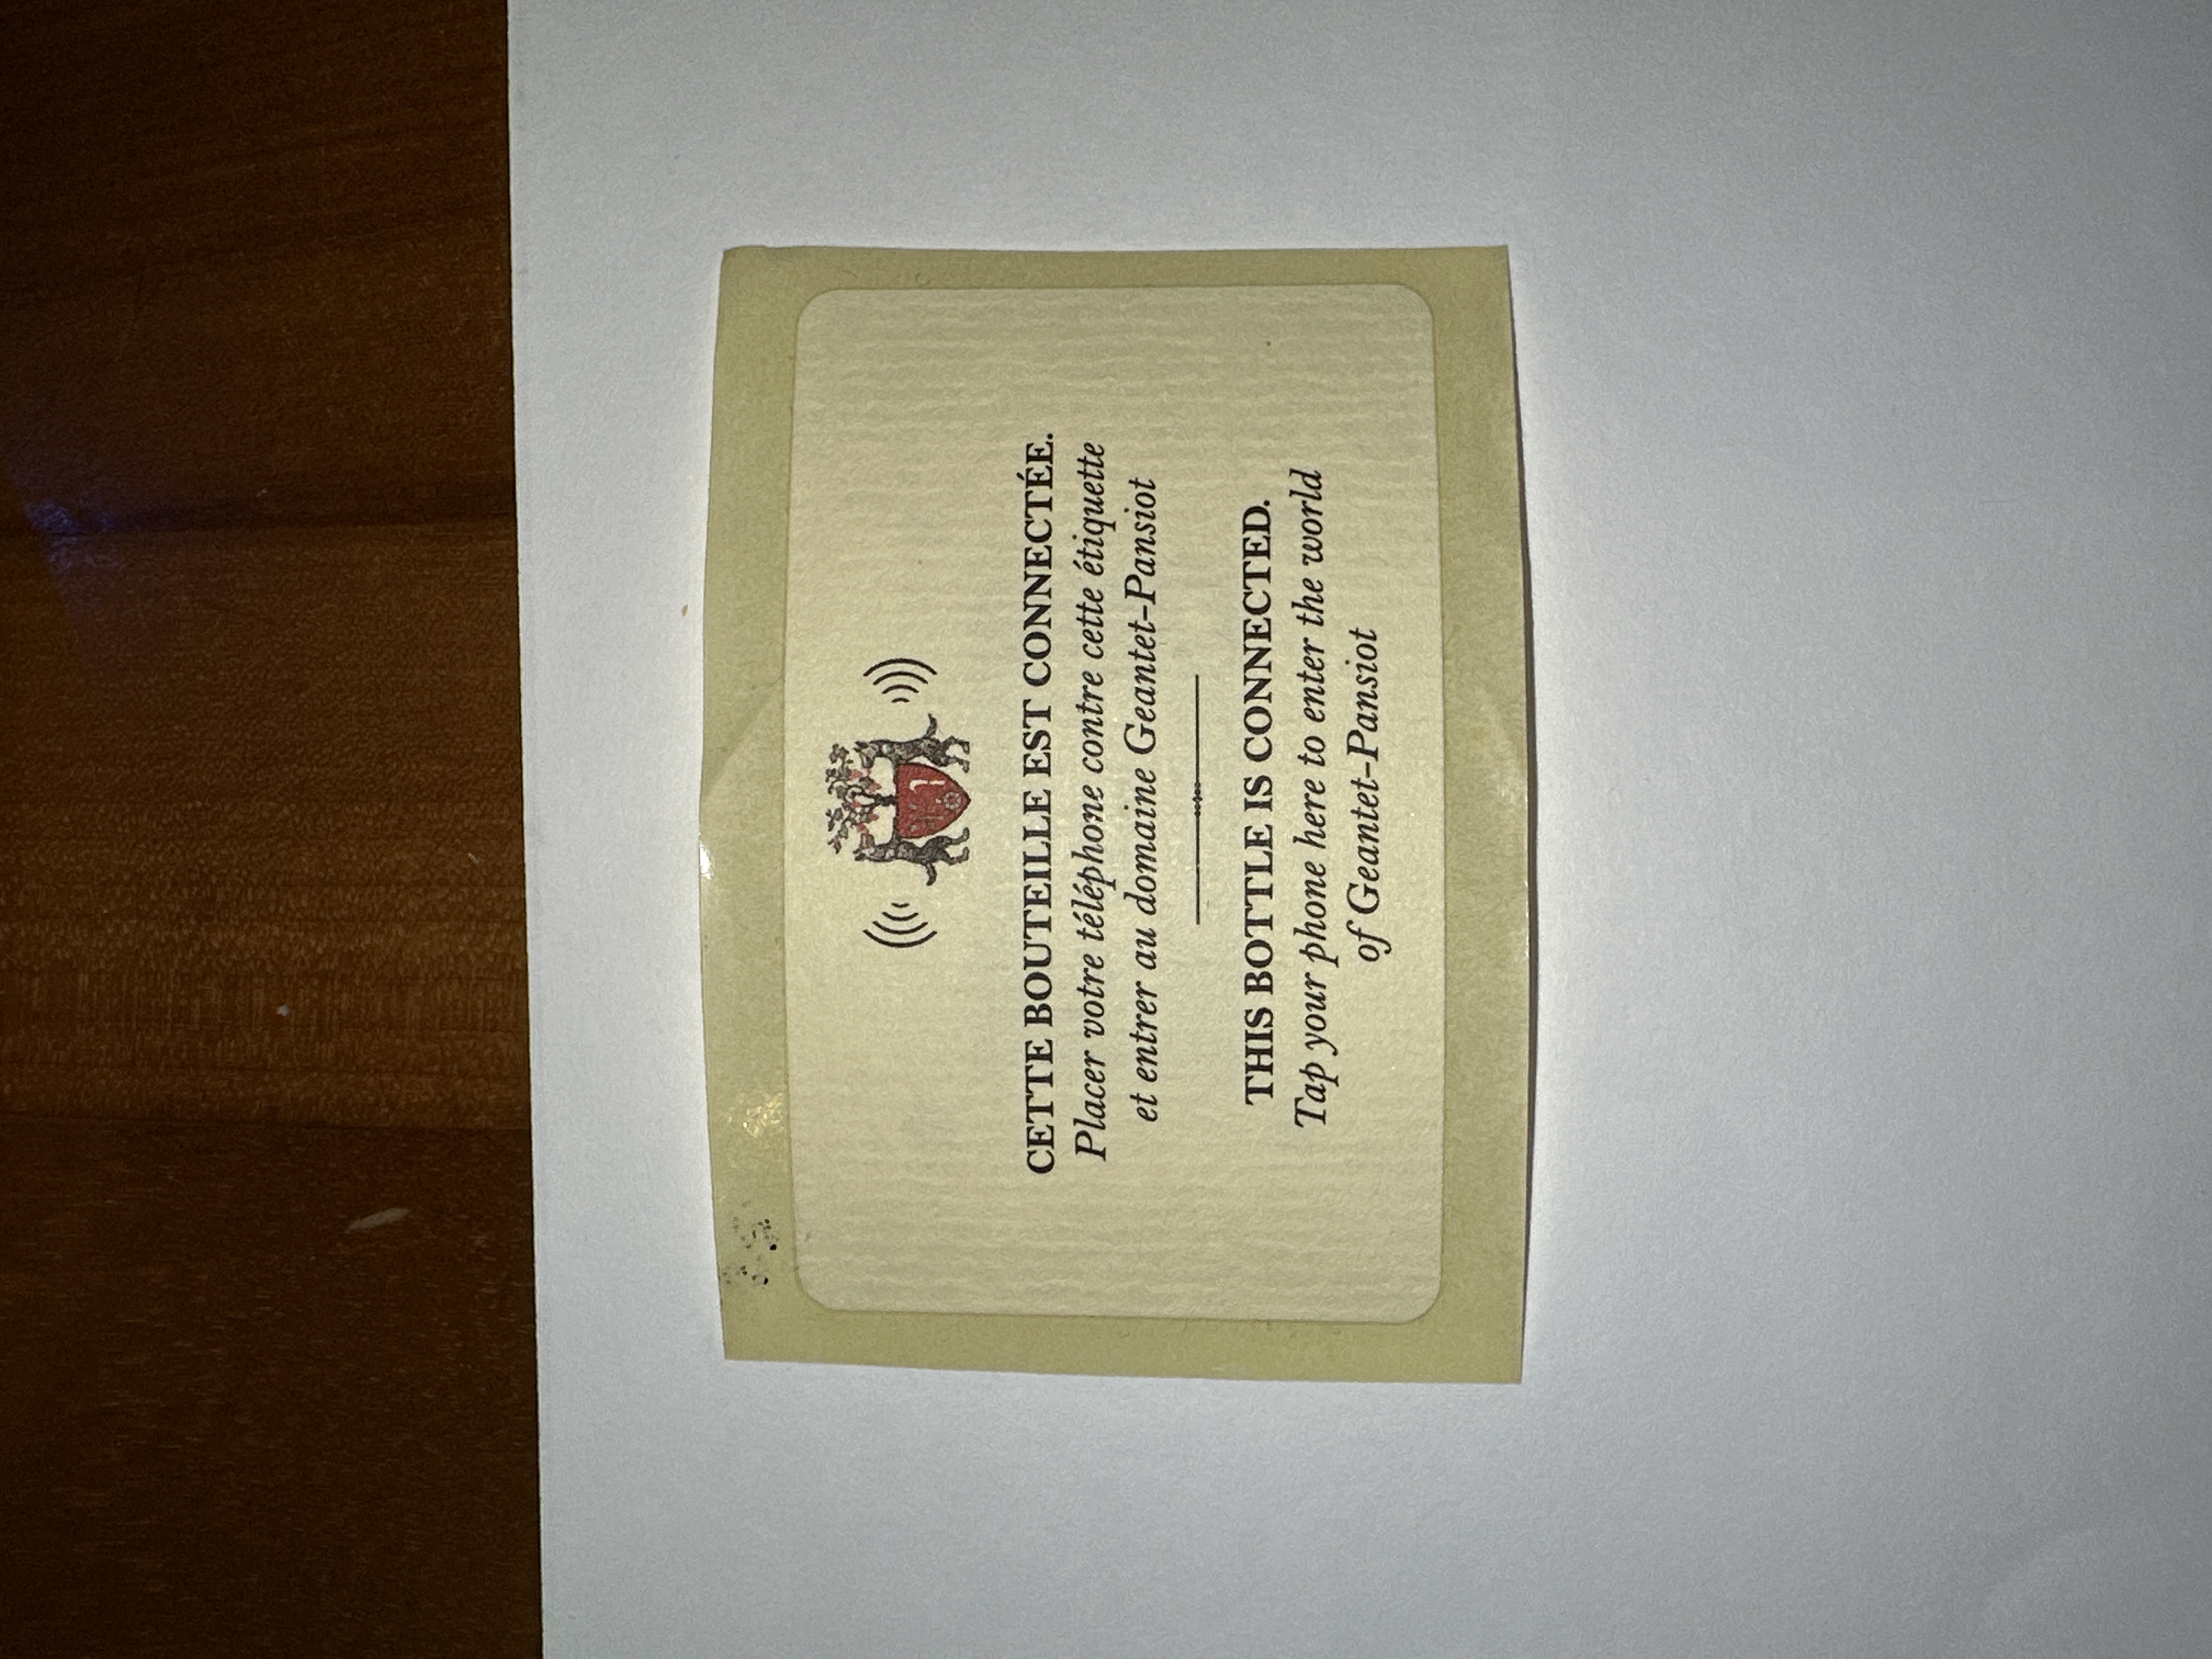 CETTE BOUTEILLE EST CONNECTÉE.
Placer votre téléphone contre cette étiquette
et entrer au domaine Geantet-Pansiot
THIS BOTTLE IS CONNECTED.
Tap your phone here to enter the world
of Geantet-Pansiot